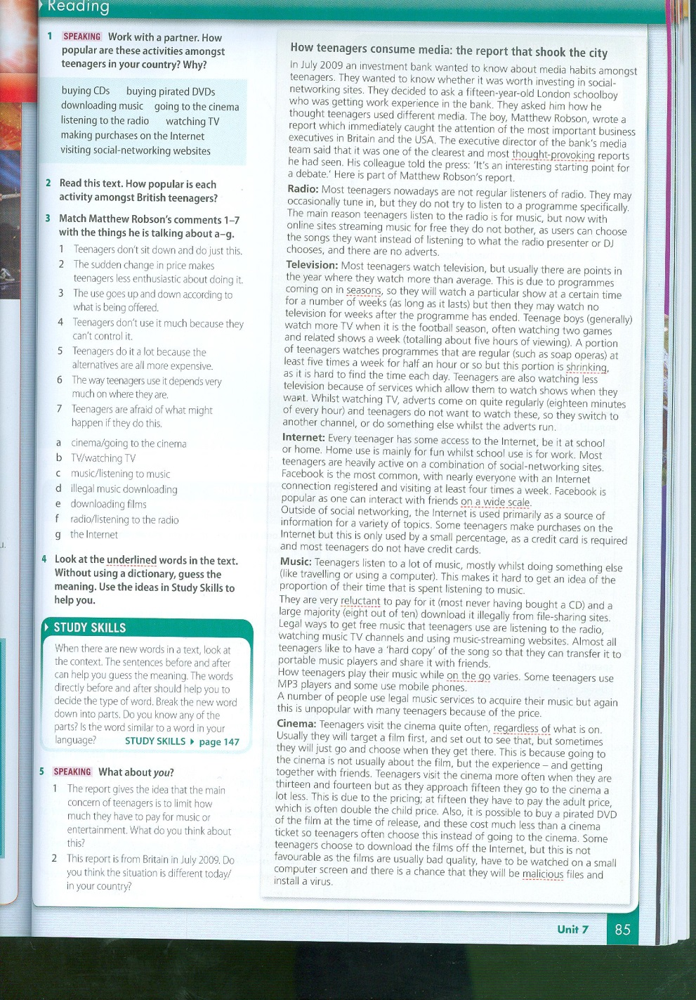 Reading
1 SPEAKING Work with a partner. How
popular are these activities amongst
teenagers in your country? Why?
buying CDs buying pirated DVDs
downloading music going to the cinema
listening to the radio watching TV
making purchases on the Internet
visiting social-networking websites
2 Read this text. How popular is each
activity amongst British teenagers?
3 Match Matthew Robson's comments 1–7
with the things he is talking about a–g.
1 Teenagers don't sit down and do just this.
2 The sudden change in price makes
teenagers less enthusiastic about doing it.
3 The use goes up and down according to
what is being offered.
4 Teenagers don't use it much because they
can't control it.
5 Teenagers do it a lot because the
alternatives are all more expensive.
6 The way teenagers use it depends very
much on where they are.
7 Teenagers are afraid of what might
happen if they do this.
a cinema/going to the cinema
b TV/watching TV
c music/listening to music
d illegal music downloading
e downloading films
f radio/listening to the radio
g the Internet
4 Look at the underlined words in the text.
Without using a dictionary, guess the
meaning. Use the ideas in Study Skills to
help you.
STUDY SKILLS
When there are new words in a text, look at
the context. The sentences before and after
can help you guess the meaning. The words
directly before and after should help you to
decide the type of word. Break the new word
down into parts. Do you know any of the
parts? Is the word similar to a word in your
language? STUDY SKILLS page 147
5 SPEAKING What about you?
1 The report gives the idea that the main
concern of teenagers is to limit how
much they have to pay for music or
entertainment. What do you think about
this?
2 This report is from Britain in July 2009. Do
you think the situation is different today/
in your country?
How teenagers consume media: the report that shook the city
In July 2009 an investment bank wanted to know about media habits amongst
teenagers. They wanted to know whether it was worth investing in social-
networking sites. They decided to ask a fifteen-year-old London schoolboy
who was getting work experience in the bank. They asked him how he
thought teenagers used different media. The boy, Matthew Robson, wrote a
report which immediately caught the attention of the most important business
executives in Britain and the USA. The executive director of the bank's media
team said that it was one of the clearest and most thought-provoking reports
he had seen. His colleague told the press: 'It's an interesting starting point for
a debate.' Here is part of Matthew Robson's report.
Radio: Most teenagers nowadays are not regular listeners of radio. They may
occasionally tune in, but they do not try to listen to a programme specifically.
The main reason teenagers listen to the radio is for music, but now with
online sites streaming music for free they do not bother, as users can choose
the songs they want instead of listening to what the radio presenter or DJ
chooses, and there are no adverts.
Television: Most teenagers watch television, but usually there are points in
the year where they watch more than average. This is due to programmes
coming on in seasons, so they will watch a particular show at a certain time
for a number of weeks (as long as it lasts) but then they may watch no
television for weeks after the programme has ended. Teenage boys (generally)
watch more TV when it is the football season, often watching two games
and related shows a week (totalling about five hours of viewing). A portion
of teenagers watches programmes that are regular (such as soap operas) at
least five times a week for half an hour or so but this portion is shrinking,
as it is hard to find the time each day. Teenagers are also watching less
television because of services which allow them to watch shows when they
want. Whilst watching TV, adverts come on quite regularly (eighteen minutes
of every hour) and teenagers do not want to watch these, so they switch to
another channel, or do something else whilst the adverts run.
Internet: Every teenager has some access to the Internet, be it at school
or home. Home use is mainly for fun whilst school use is for work. Most
teenagers are heavily active on a combination of social-networking sites.
Facebook is the most common, with nearly everyone with an Internet
connection registered and visiting at least four times a week. Facebook is
popular as one can interact with friends on a wide scale.
Outside of social networking, the Internet is used primarily as a source of
information for a variety of topics. Some teenagers make purchases on the
Internet but this is only used by a small percentage, as a credit card is required
and most teenagers do not have credit cards.
Music: Teenagers listen to a lot of music, mostly whilst doing something else
(like travelling or using a computer). This makes it hard to get an idea of the
proportion of their time that is spent listening to music.
They are very reluctant to pay for it (most never having bought a CD) and a
large majority (eight out of ten) download it illegally from file-sharing sites.
Legal ways to get free music that teenagers use are listening to the radio,
watching music TV channels and using music-streaming websites. Almost all
teenagers like to have a 'hard copy' of the song so that they can transfer it to
portable music players and share it with friends.
How teenagers play their music while on the go varies. Some teenagers use
MP3 players and some use mobile phones.
A number of people use legal music services to acquire their music but again
this is unpopular with many teenagers because of the price.
Cinema: Teenagers visit the cinema quite often, regardless of what is on.
Usually they will target a film first, and set out to see that, but sometimes
they will just go and choose when they get there. This is because going to
the cinema is not usually about the film, but the experience – and getting
together with friends. Teenagers visit the cinema more often when they are
thirteen and fourteen but as they approach fifteen they go to the cinema a
lot less. This is due to the pricing; at fifteen they have to pay the adult price,
which is often double the child price. Also, it is possible to buy a pirated DVD
of the film at the time of release, and these cost much less than a cinema
ticket so teenagers often choose this instead of going to the cinema. Some
teenagers choose to download the films off the Internet, but this is not
favourable as the films are usually bad quality, have to be watched on a small
computer screen and there is a chance that they will be malicious files and
install a virus.
Unit 7 85